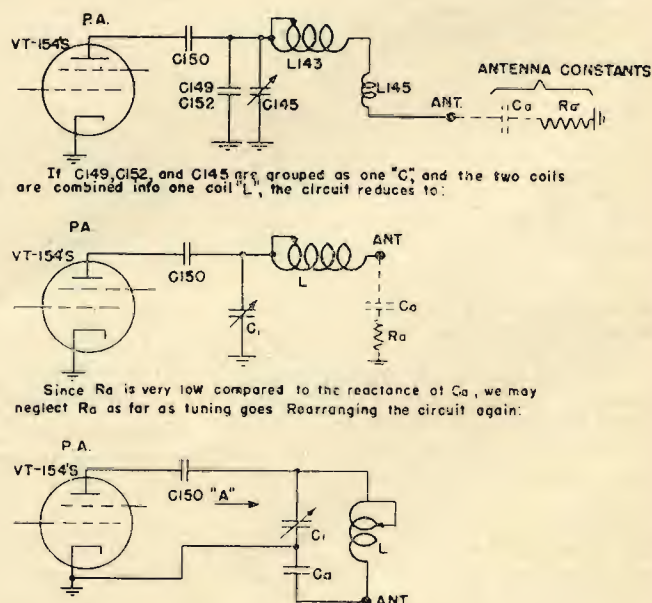 P.A.
VT-154'S
C150
C149
C152
C145
L143
L145
ANTENNA CONSTANTS
ANT.
Ca
Ra
If C149, C152, and C145 are grouped as one "C", and the two coils
are combined into one coil "L", the circuit reduces to:
P.A.
VT-154'S
C150
C1
L
ANT
Ca
Ra
Since Ra is very low compared to the reactance of Ca, we may
neglect Ra as far as tuning goes Rearranging the circuit again:
P.A.
VT-154'S
C150 "A"
C1
L
Ca
ANT